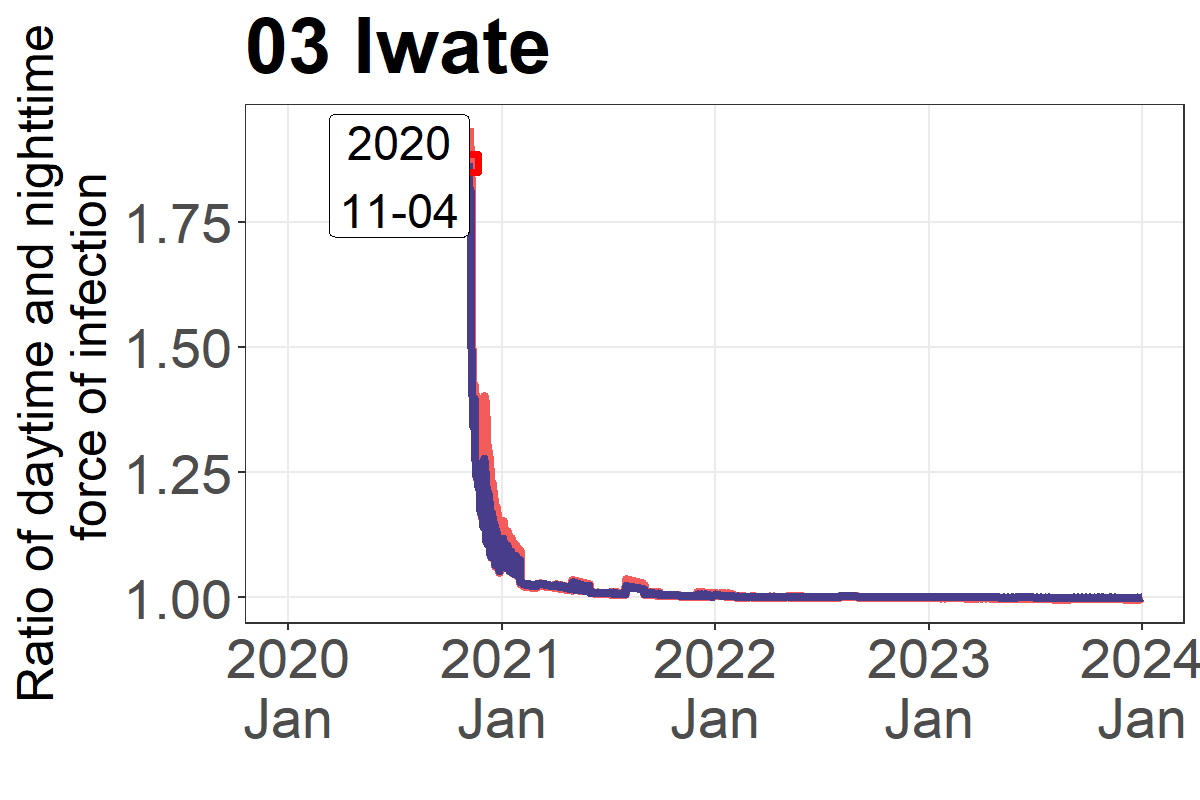 03 Iwate
Ratio of daytime and nighttime
force of infection
2020
11-04
1.75
1.50
1.25
1.00
2020
Jan
2021
Jan
2022
Jan
2023
Jan
2024
Jan